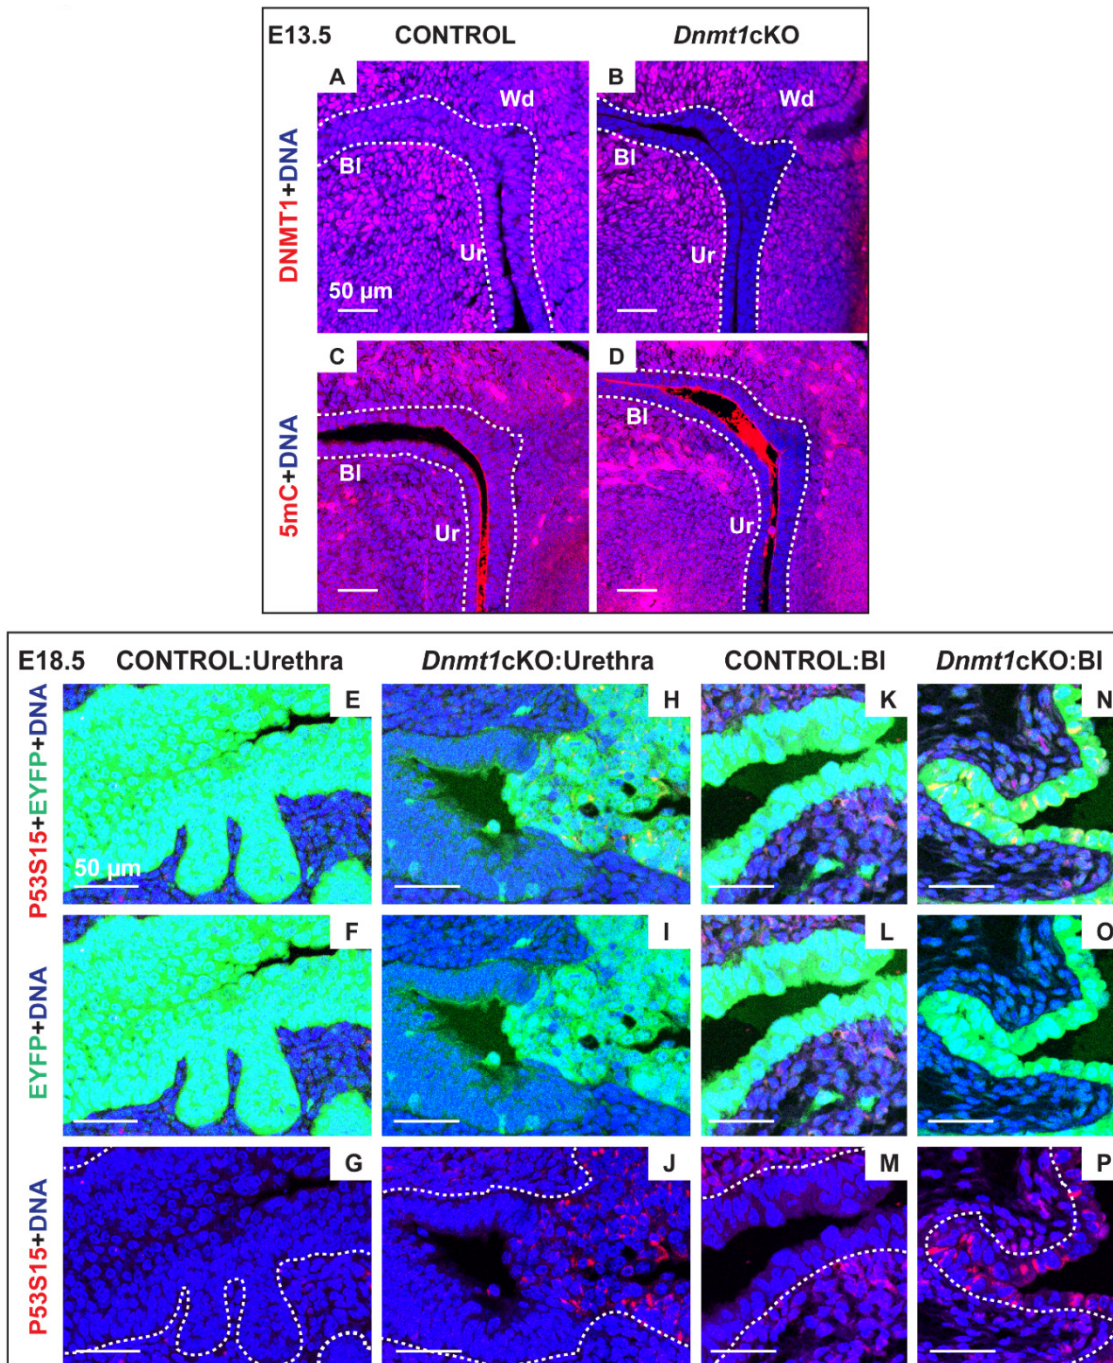 E13.5 CONTROL Dnmt1cKO
DNMT1+DNA
A
Wd
Bl
Ur
50 µm
B
Wd
Bl
Ur
5mC+DNA
C
Bl
Ur
D
Bl
Ur
E18.5 CONTROL:Urethra Dnmt1cKO:Urethra CONTROL:Bl Dnmt1cKO:Bl
P53S15+EYFP+DNA
E
50 µm
H
K
N
EYFP+DNA
F
I
L
O
P53S15+DNA
G
J
M
P